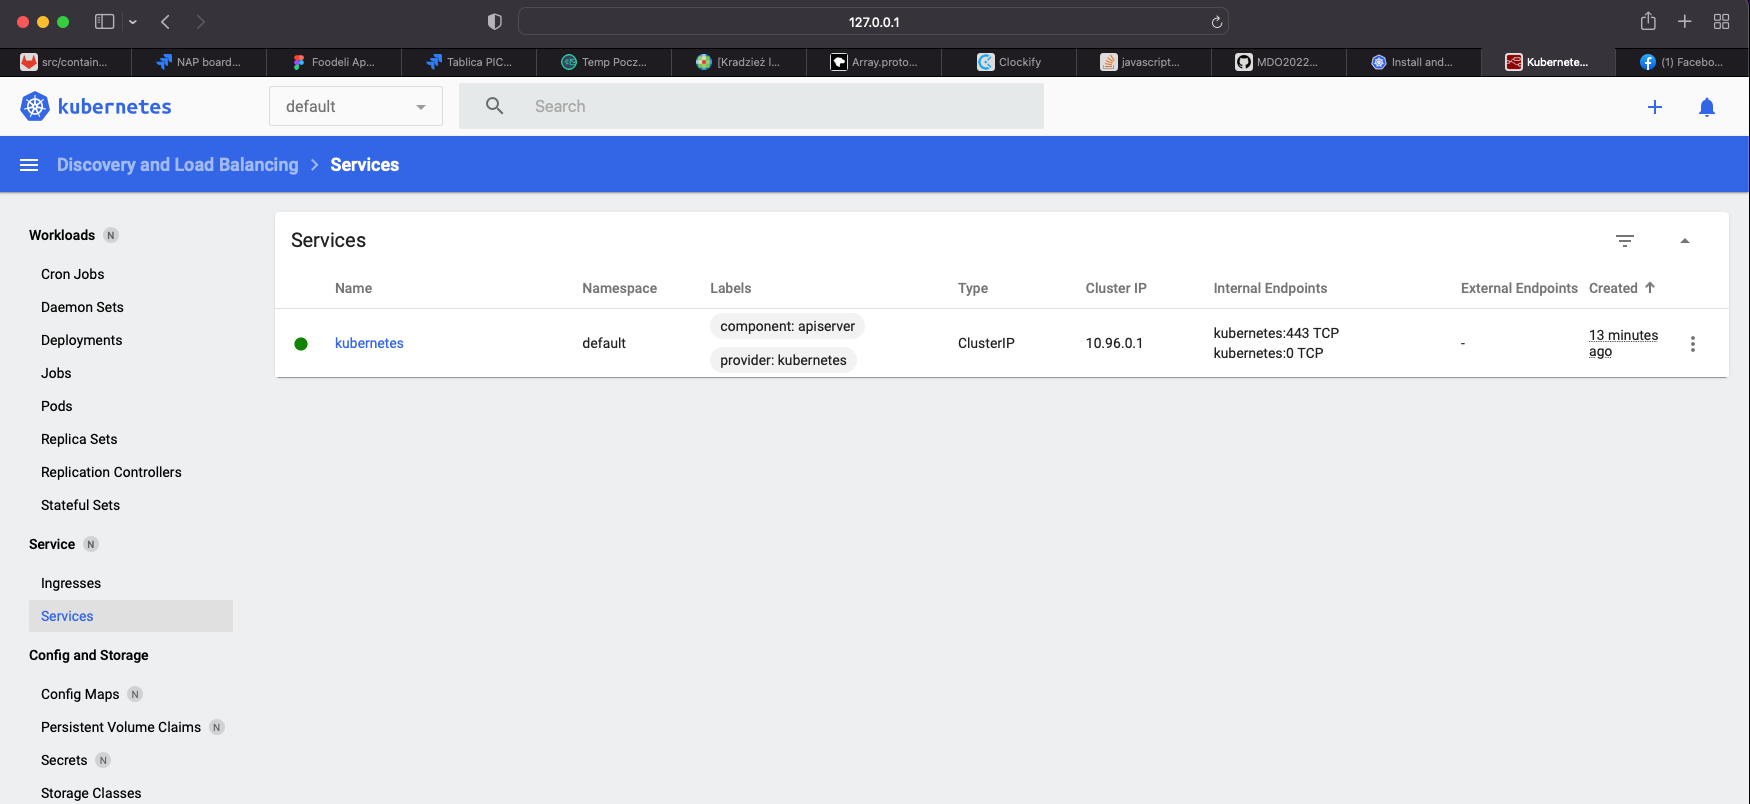 127.0.0.1
src/contain...
NAP board...
Foodeli Ap...
Tablica PIC...
Temp Pocz...
[Kradzież I...
Array.proto...
Clockify
javascript...
MDO2022...
Install and...
Kubernete...
(1) Facebo...
kubernetes
default
Search
Discovery and Load Balancing > Services
Workloads N
Cron Jobs
Daemon Sets
Deployments
Jobs
Pods
Replica Sets
Replication Controllers
Stateful Sets
Service N
Ingresses
Services
Config and Storage
Config Maps N
Persistent Volume Claims N
Secrets N
Storage Classes
Services
Name Namespace Labels Type Cluster IP Internal Endpoints External Endpoints Created
kubernetes
default
component: apiserver
provider: kubernetes
ClusterIP
10.96.0.1
kubernetes:443 TCP
kubernetes:0 TCP
-
13 minutes
ago